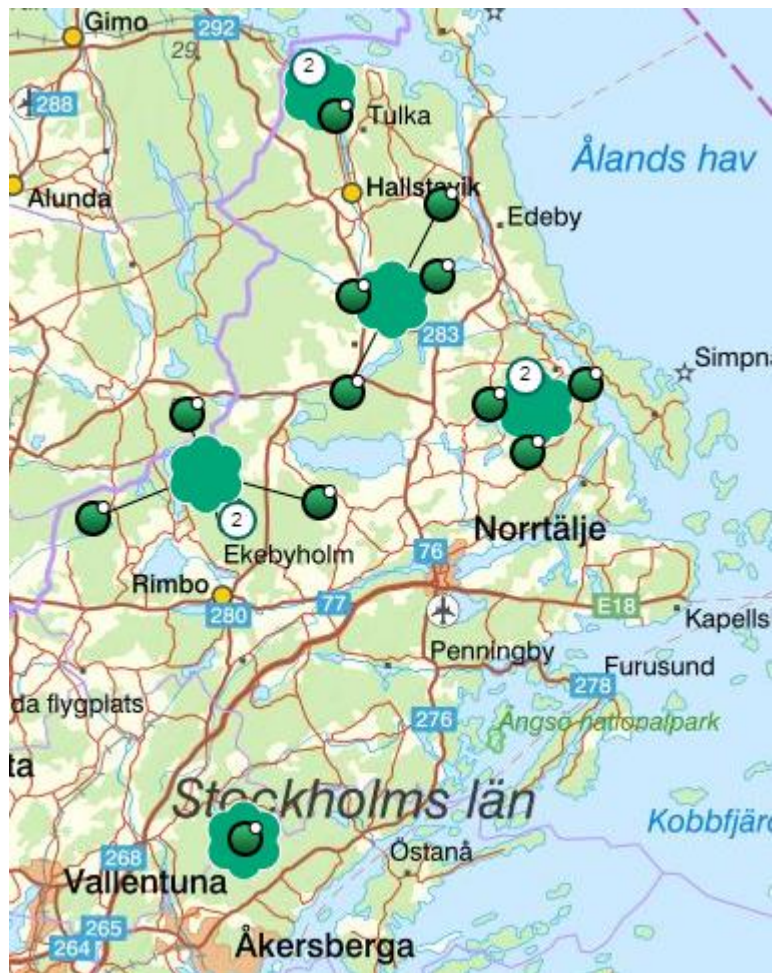 Gimo
292
29
2
288
Tulka
Ålands hav
Alunda
Hallstavik
Edeby
283
Simpna
2
2
Norrtälje
76
Ekebyholm
Rimbo
280
77
E18
Kapells
Penningby
Furusund
278
da flygplats
276
Ängsö nationalpark
ta
Stockholms län
Kobbfjärd
268
Östanå
Vallentuna
265
264
Åkersberga